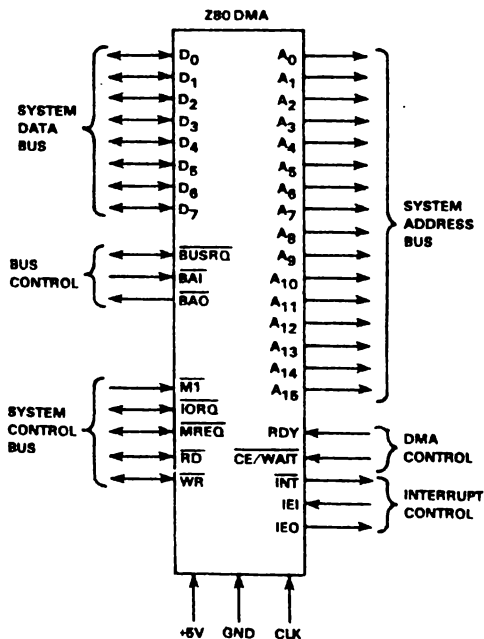 Z80 DMA
SYSTEM
DATA
BUS
D0
D1
D2
D3
D4
D5
D6
D7
BUS
CONTROL
BUSRQ
BAI
BAO
SYSTEM
CONTROL
BUS
M1
IORQ
MREQ
RD
WR
A0
A1
A2
A3
A4
A5
A6
A7
A8
A9
A10
A11
A12
A13
A14
A15
SYSTEM
ADDRESS
BUS
RDY
CE/WAIT
DMA
CONTROL
INT
IEI
IEO
INTERRUPT
CONTROL
+5V GND CLK